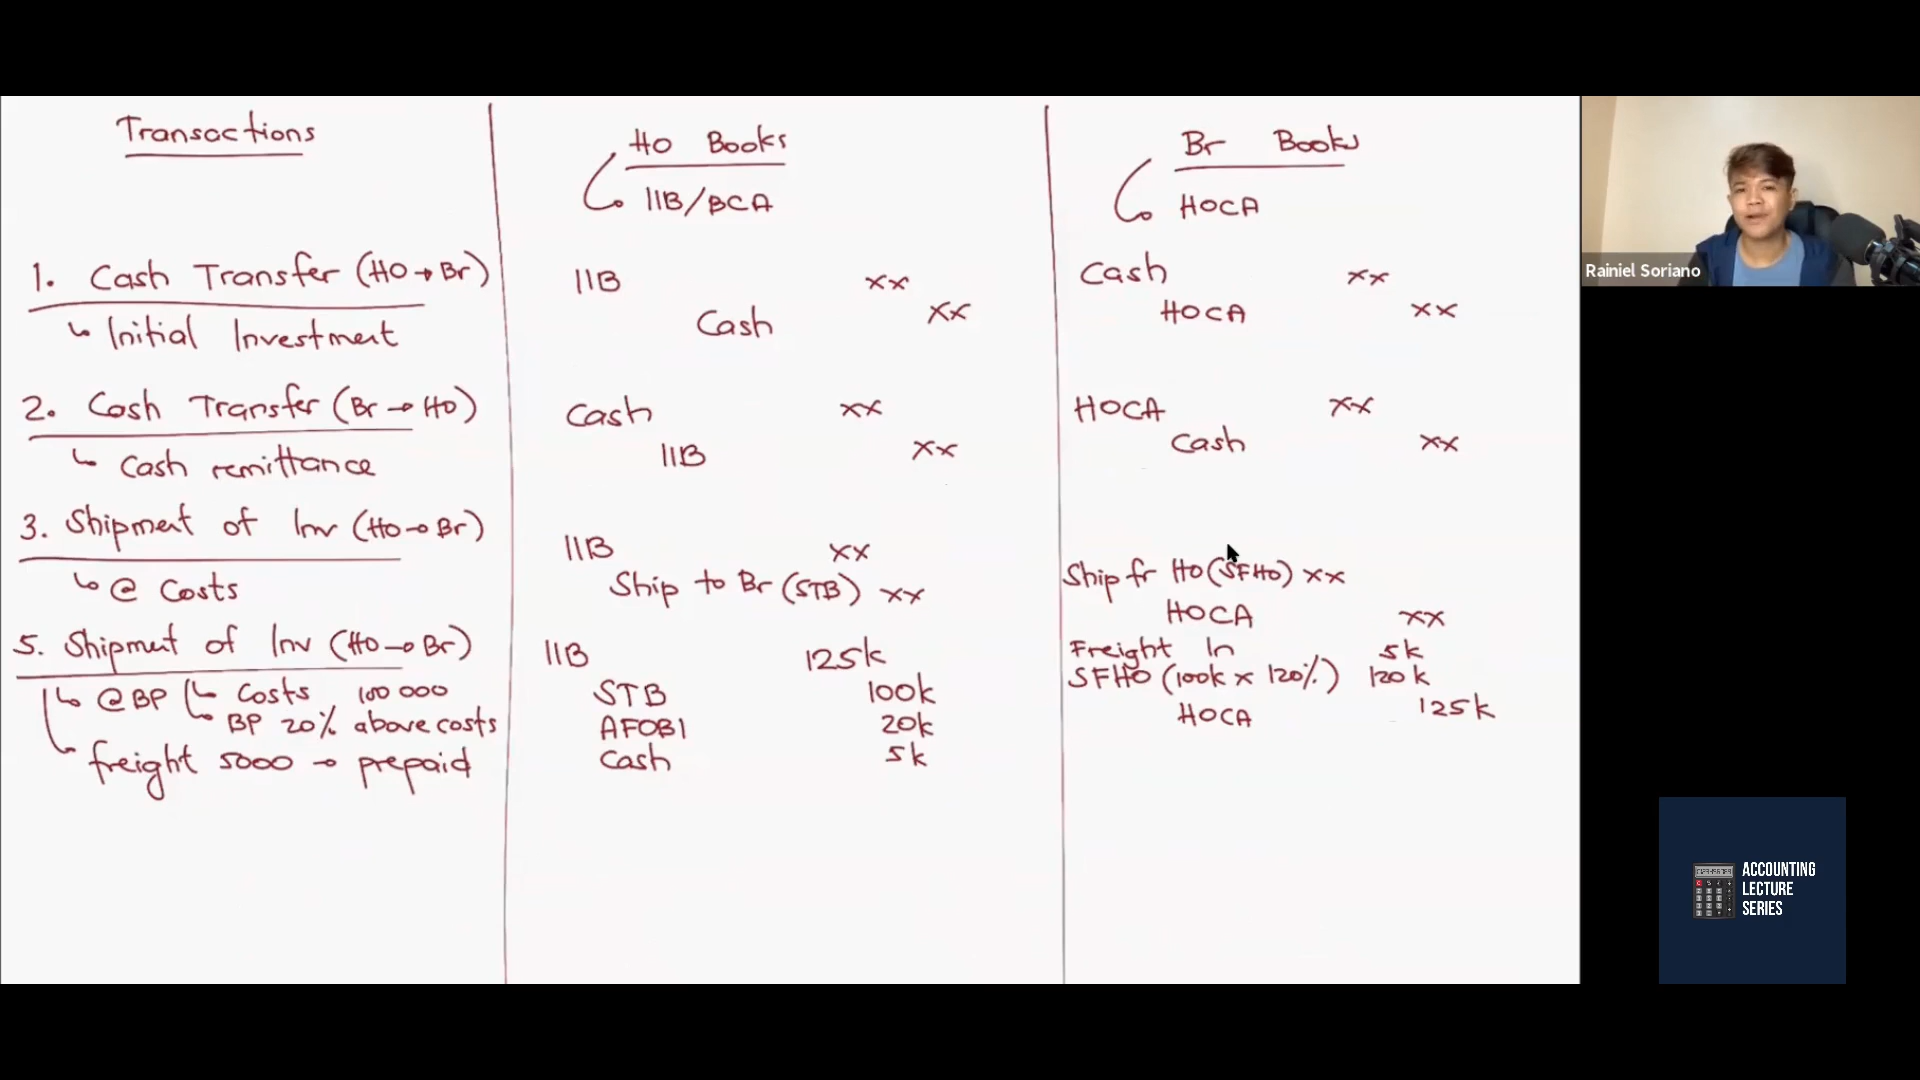 Transactions
1. Cash Transfer (HO → Br)
↳ Initial Investment
2. Cash Transfer (Br → HO)
↳ Cash remittance
3. Shipment of Inv (HO → Br)
↳ @ Costs
5. Shipment of Inv (HO → Br)
↳ @BP ↳ Costs 100 000
↳ BP 20% above costs
freight 5000 → prepaid
HO Books
IIB/BCA
IIB xx
Cash xx
Cash xx
IIB xx
IIB xx
Ship to Br (STB) xx
IIB 125k
STB 100k
AFOBI 20k
Cash 5k
Br Books
HOCA
Cash xx
HOCA xx
HOCA xx
Cash xx
Ship fr HO (SFHO) xx
HOCA xx
Freight In 5k
SFHO (100k x 120%) 120k
HOCA 125k
Rainiel Soriano
ACCOUNTING
LECTURE
SERIES